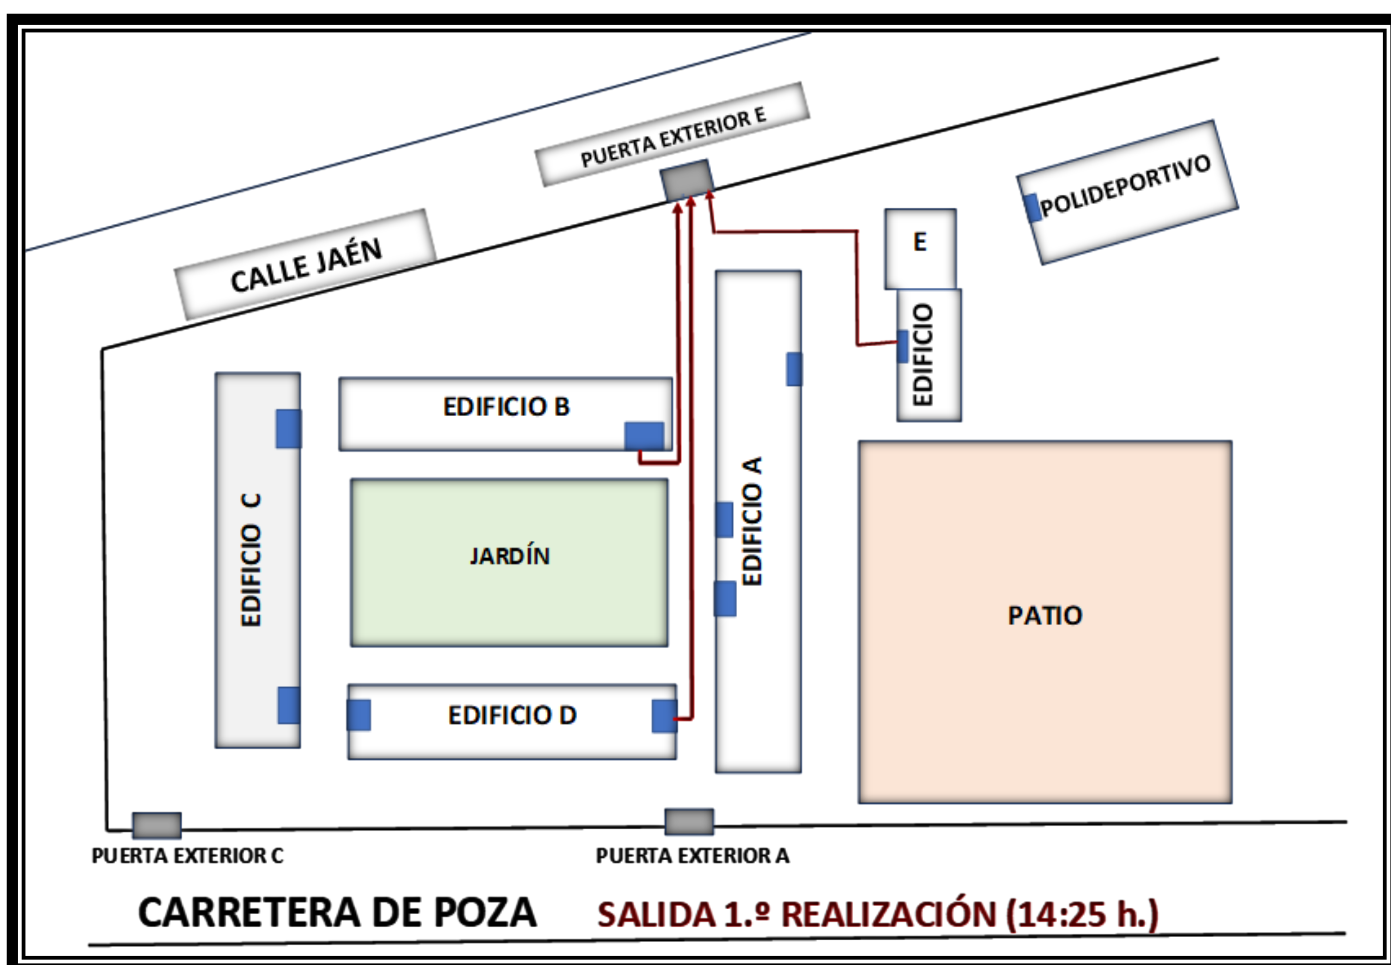 PUERTA EXTERIOR E
POLIDEPORTIVO
CALLE JAÉN
E
EDIFICIO
EDIFICIO B
EDIFICIO A
EDIFICIO C
JARDÍN
PATIO
EDIFICIO D
PUERTA EXTERIOR C
PUERTA EXTERIOR A
CARRETERA DE POZA
SALIDA 1.º REALIZACIÓN (14:25 h.)